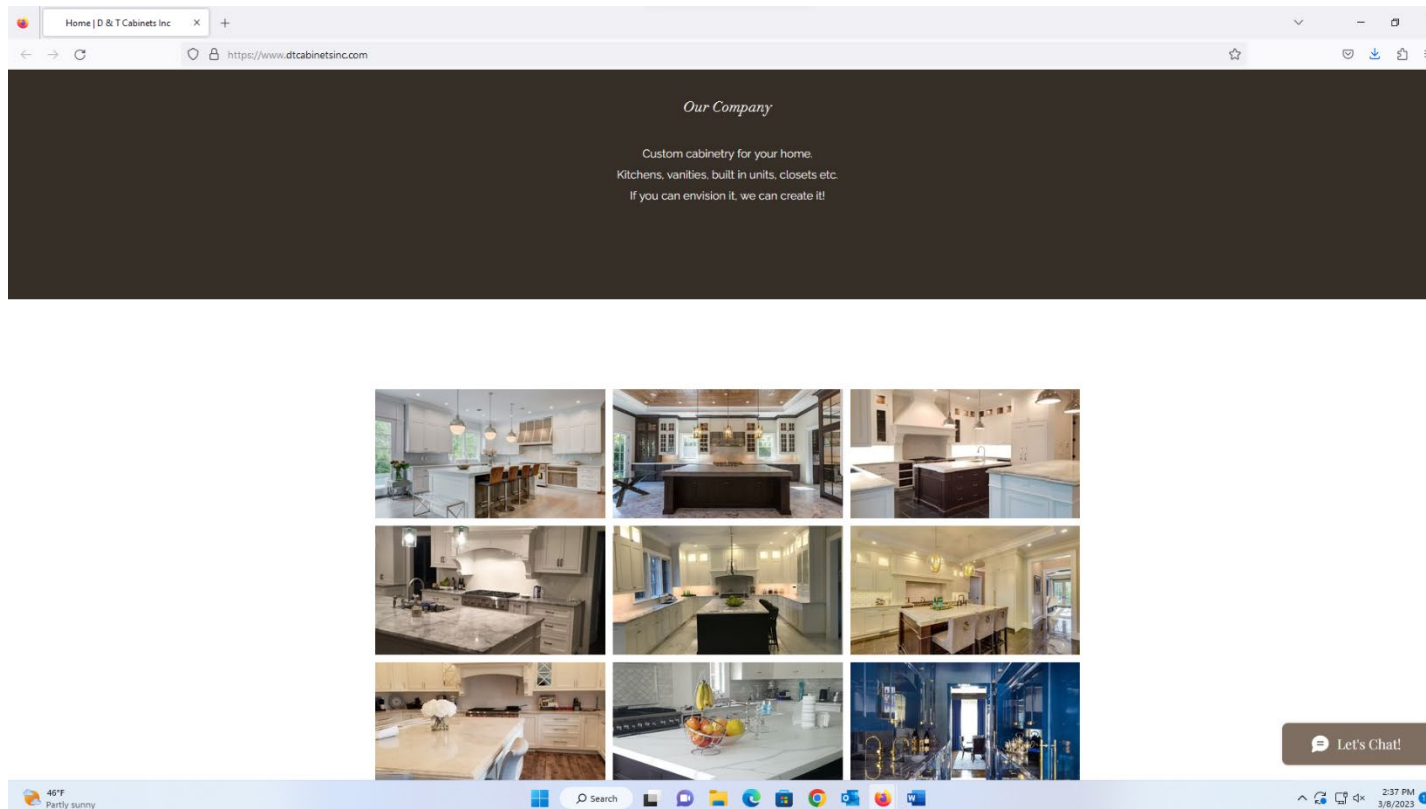 Home | D & T Cabinets Inc
https://www.dtcabinetsinc.com
Our Company
Custom cabinetry for your home.
Kitchens, vanities, built in units, closets etc.
If you can envision it, we can create it!
Let's Chat!
46°F
Partly sunny
Search
2:37 PM
3/8/2023